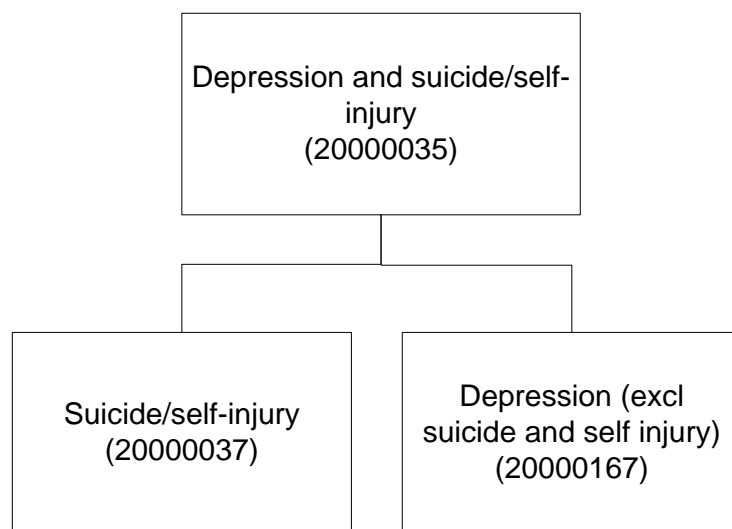 Depression and suicide/self-
injury
(20000035)
Suicide/self-injury
(20000037)
Depression (excl
suicide and self injury)
(20000167)